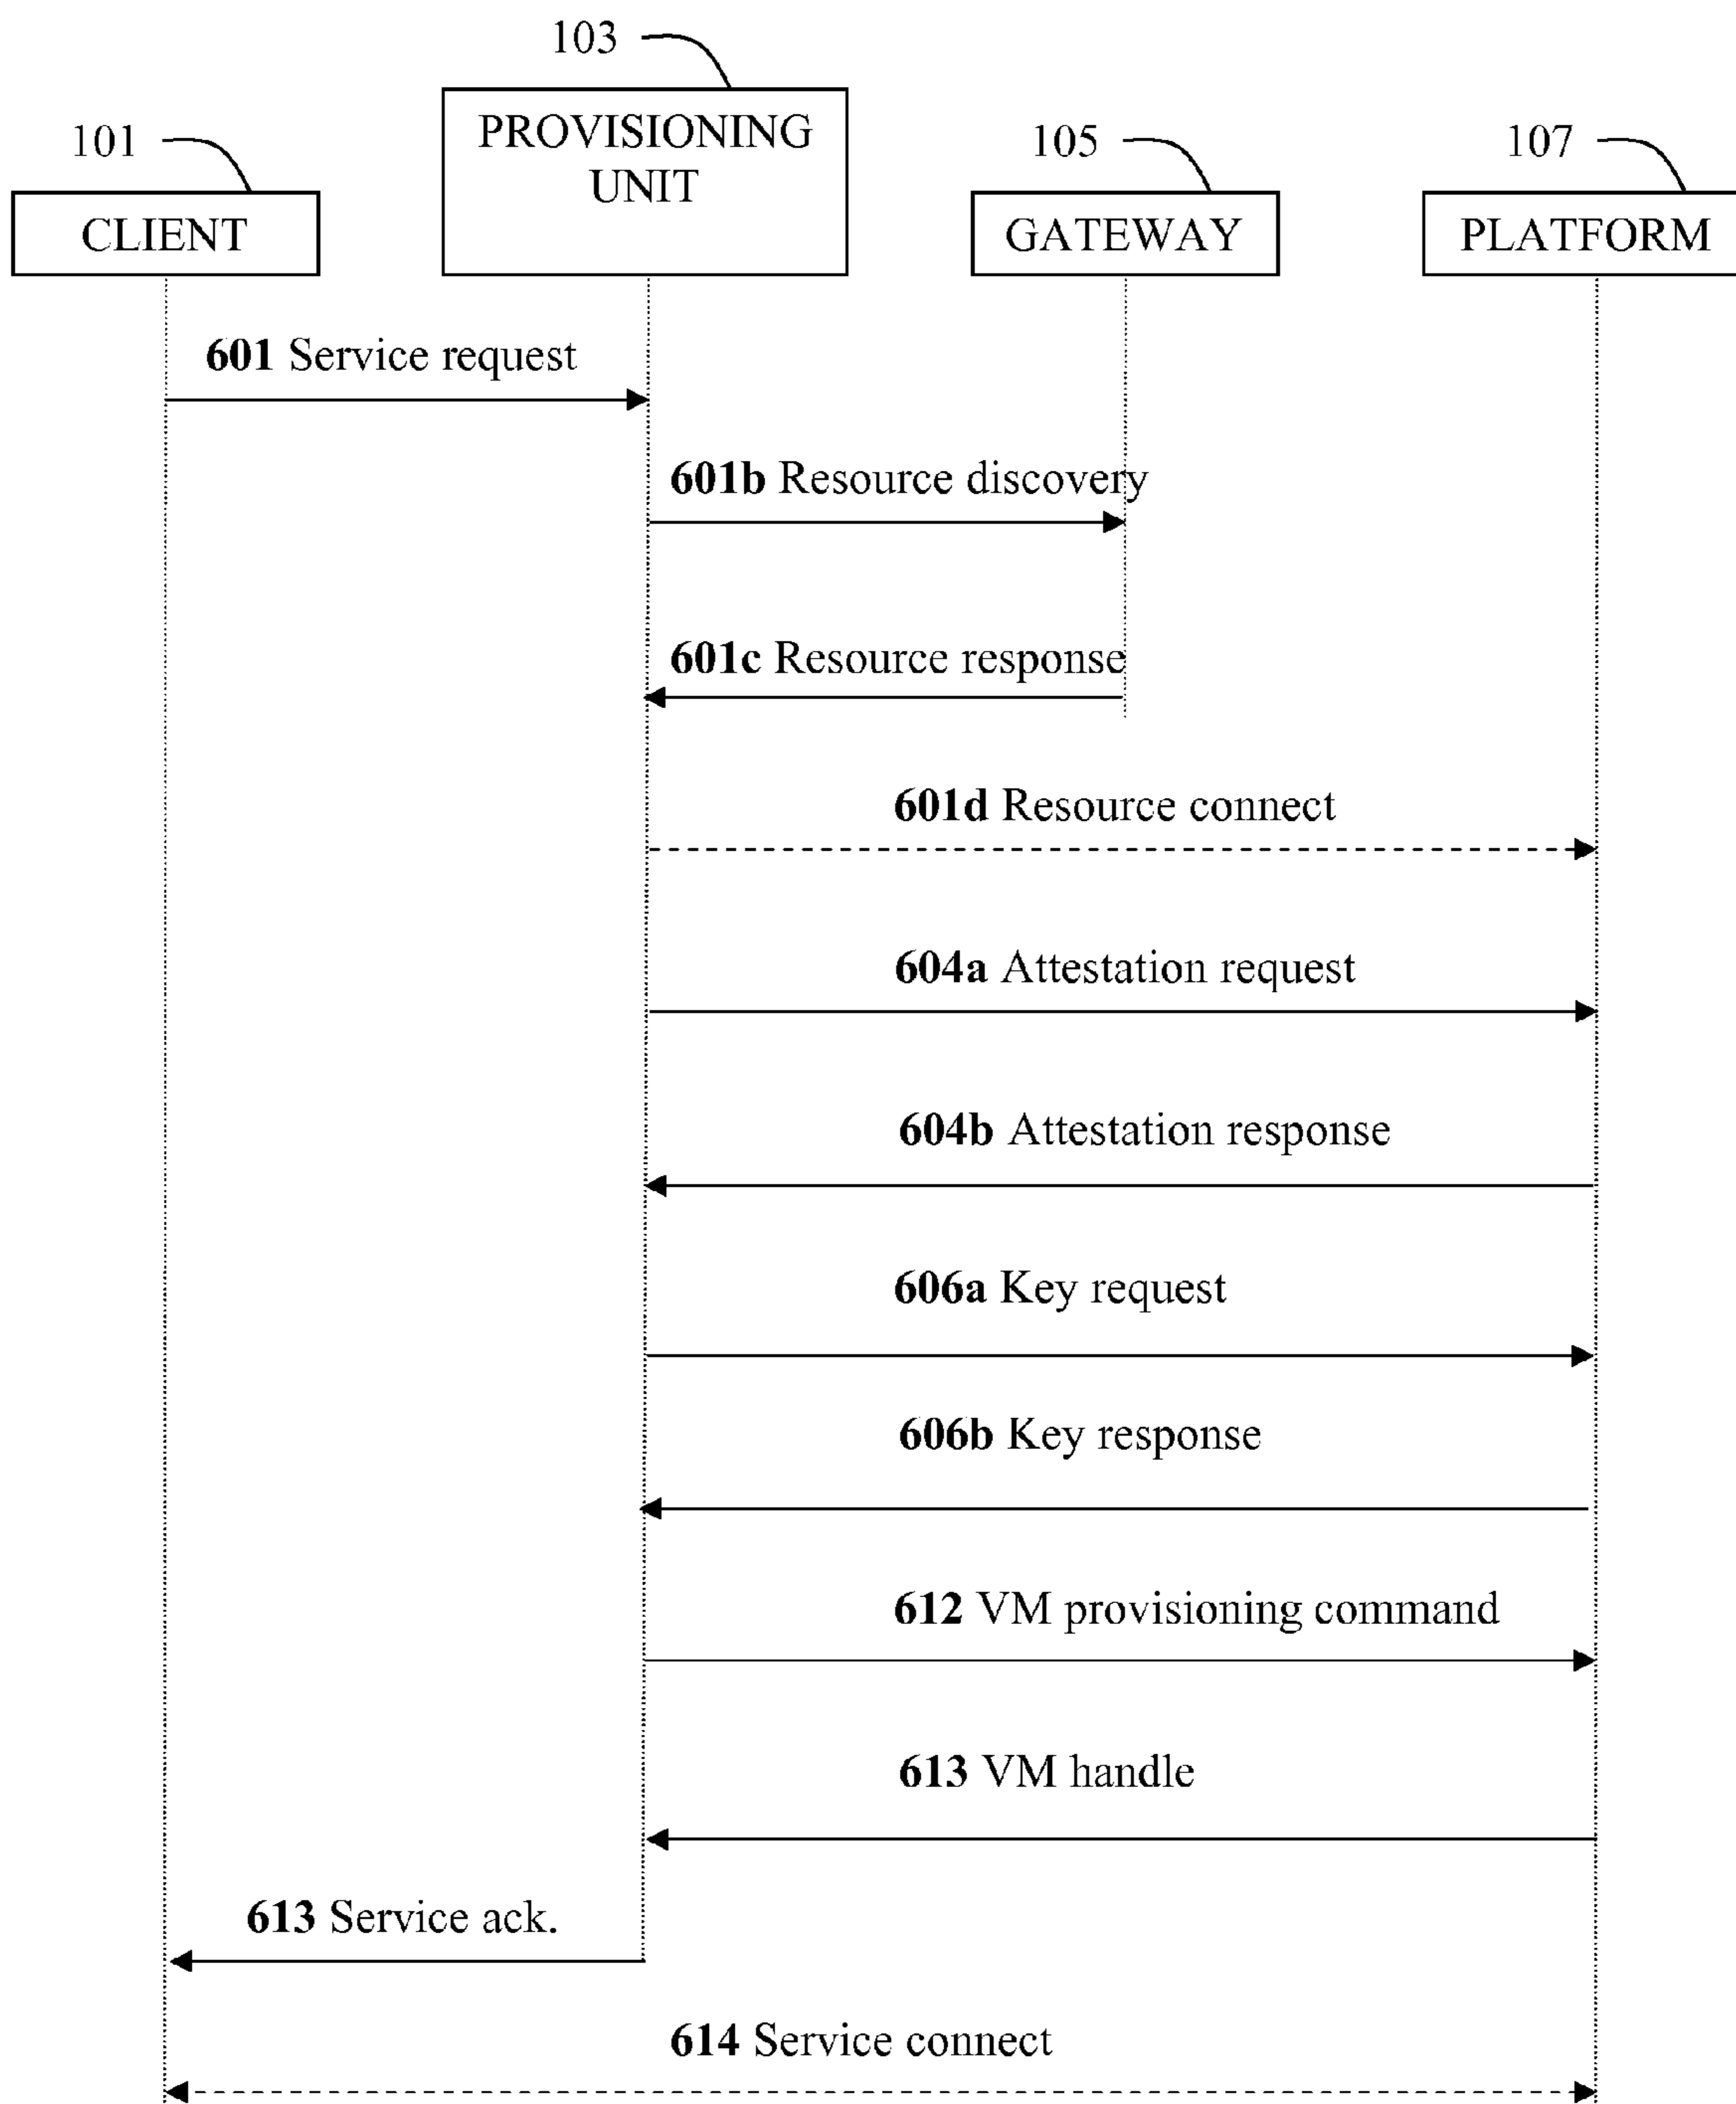 103
PROVISIONING
UNIT
101
CLIENT
105
GATEWAY
107
PLATFORM
601 Service request
601b Resource discovery
601c Resource response
601d Resource connect
604a Attestation request
604b Attestation response
606a Key request
606b Key response
612 VM provisioning command
613 VM handle
613 Service ack.
614 Service connect